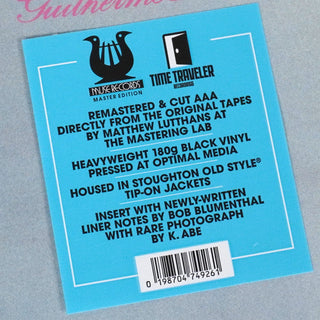 Guilherme
MUSE RECORDS
MASTER EDITION
TIME TRAVELER
RECORDINGS
REMASTERED & CUT AAA
DIRECTLY FROM THE ORIGINAL TAPES
BY MATTHEW LUTTHANS AT
THE MASTERING LAB
HEAVYWEIGHT 180g BLACK VINYL
PRESSED AT OPTIMAL MEDIA
HOUSED IN STOUGHTON OLD STYLE®
TIP-ON JACKETS
INSERT WITH NEWLY-WRITTEN
LINER NOTES BY BOB BLUMENTHAL
WITH RARE PHOTOGRAPH
BY K. ABE
0 198704 749261